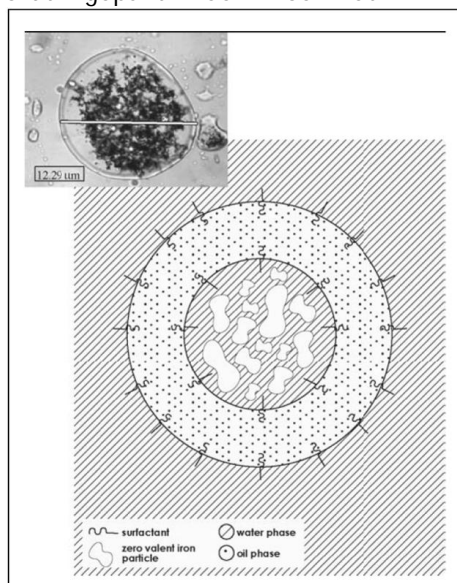 12.29 um
surfactant
zero valent iron
particle
water phase
oil phase